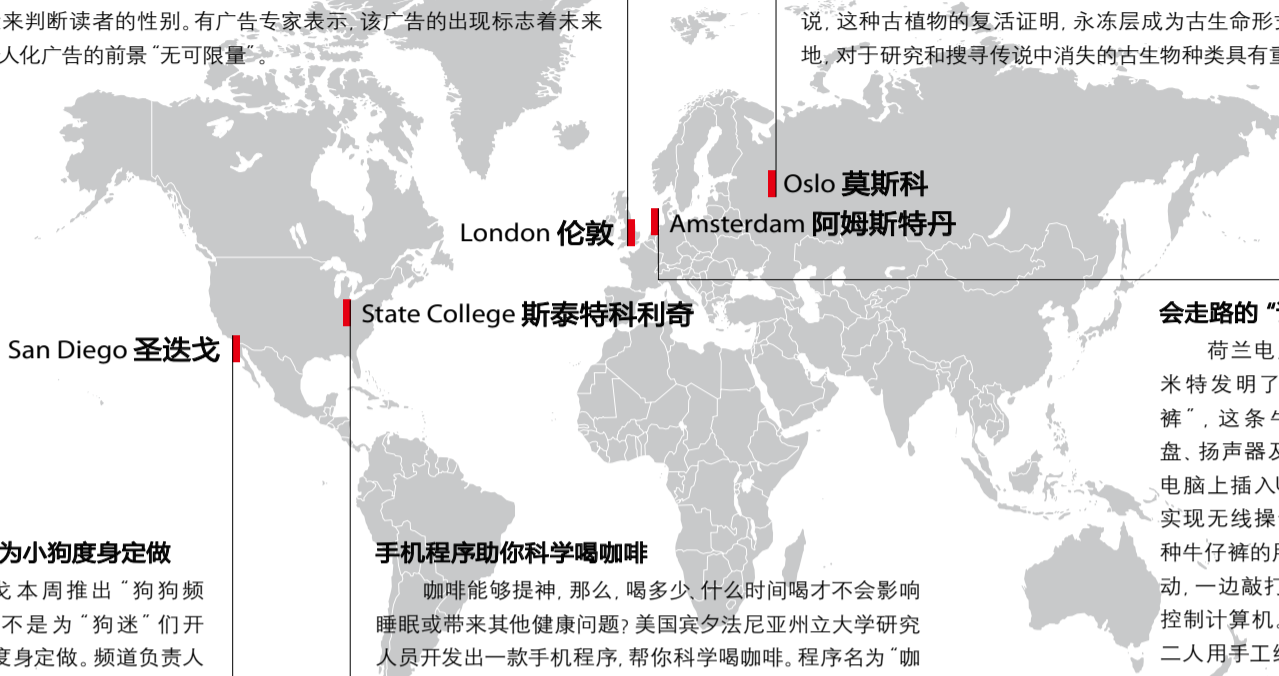 来判断读者的性别。有广告专家表示,该广告的出现标志着未来
人化广告的前景“无可限量”。
说,这种古植物的复活证明,永冻层成为古生命形
地,对于研究和搜寻传说中消失的古生物种类具有重
Oslo 莫斯科
London 伦敦
Amsterdam 阿姆斯特丹
State College 斯泰特科利奇
San Diego 圣迭戈
为小狗度身定做
本周推出“狗狗频
不是为“狗迷”们开
度身定做。频道负责人
手机程序助你科学喝咖啡
咖啡能够提神,那么,喝多少、什么时间喝才不会影响
睡眠或带来其他健康问题?美国宾夕法尼亚州立大学研究
人员开发出一款手机程序,帮你科学喝咖啡。程序名为“咖
会走路的“
荷兰电
米特发明了
裤”,这条牛
盘、扬声器及
电脑上插入U
实现无线操
种牛仔裤的
动,一边敲打
控制计算机。
二人用手工